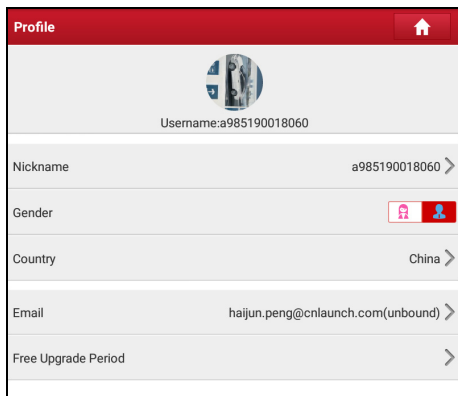 Profile
Username:a985190018060
Nickname a985190018060
Gender
Country China
Email haijun.peng@cnlaunch.com(unbound)
Free Upgrade Period